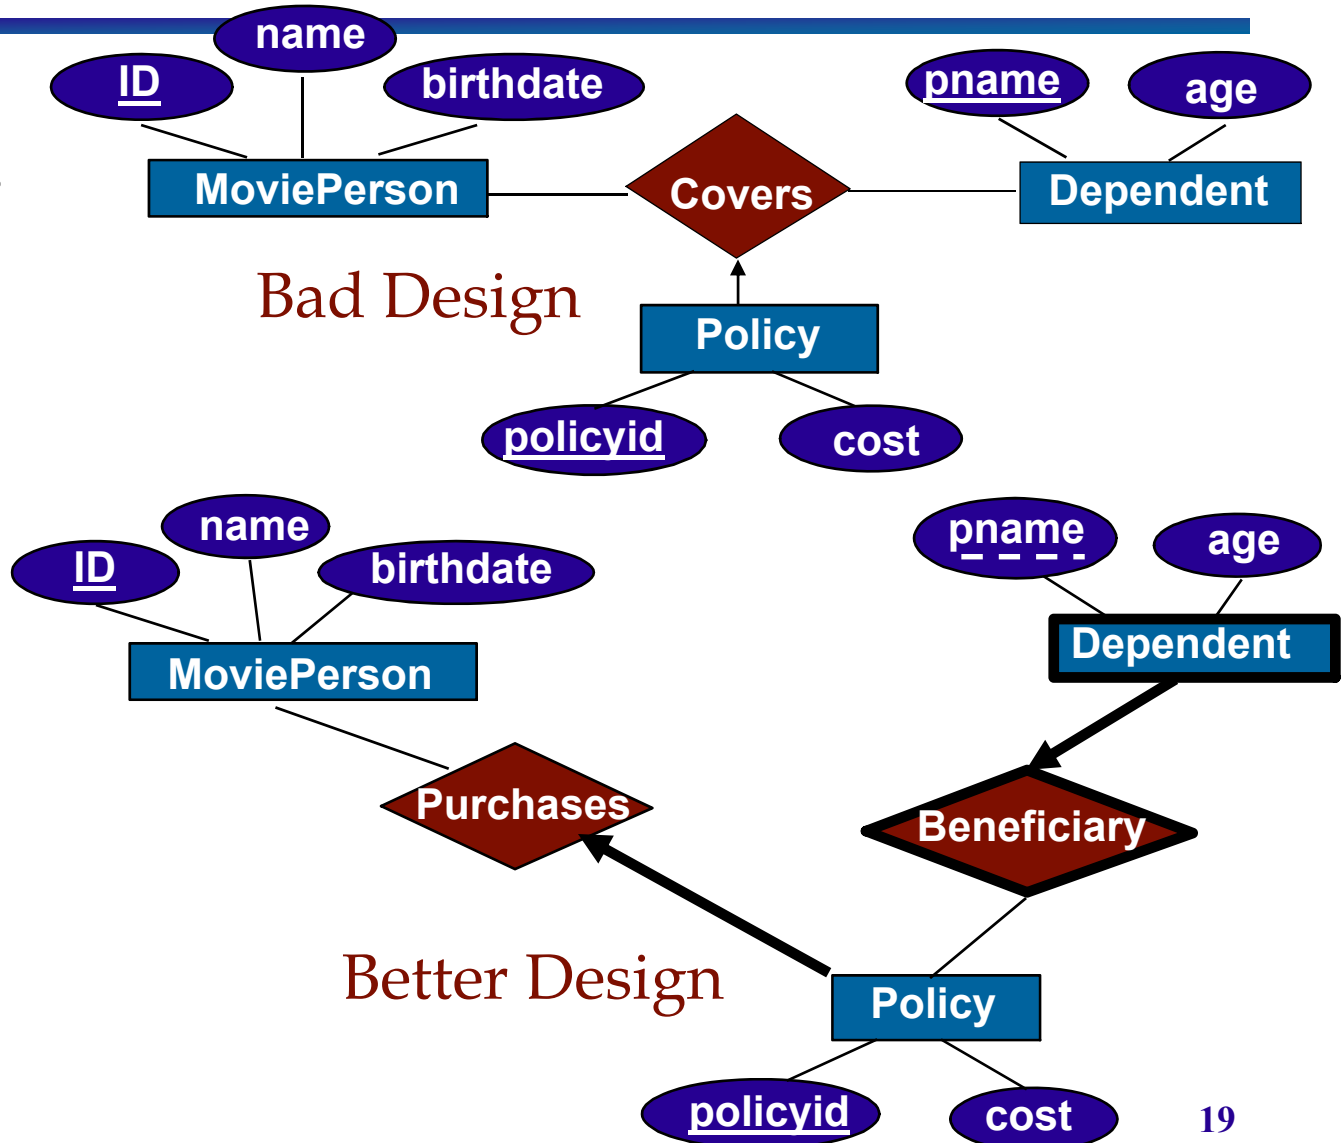 name
ID
birthdate
pname
age
MoviePerson
Covers
Dependent
Bad Design
Policy
policyid
cost
name
ID
birthdate
pname
age
MoviePerson
Dependent
Purchases
Beneficiary
Better Design
Policy
policyid
cost
19